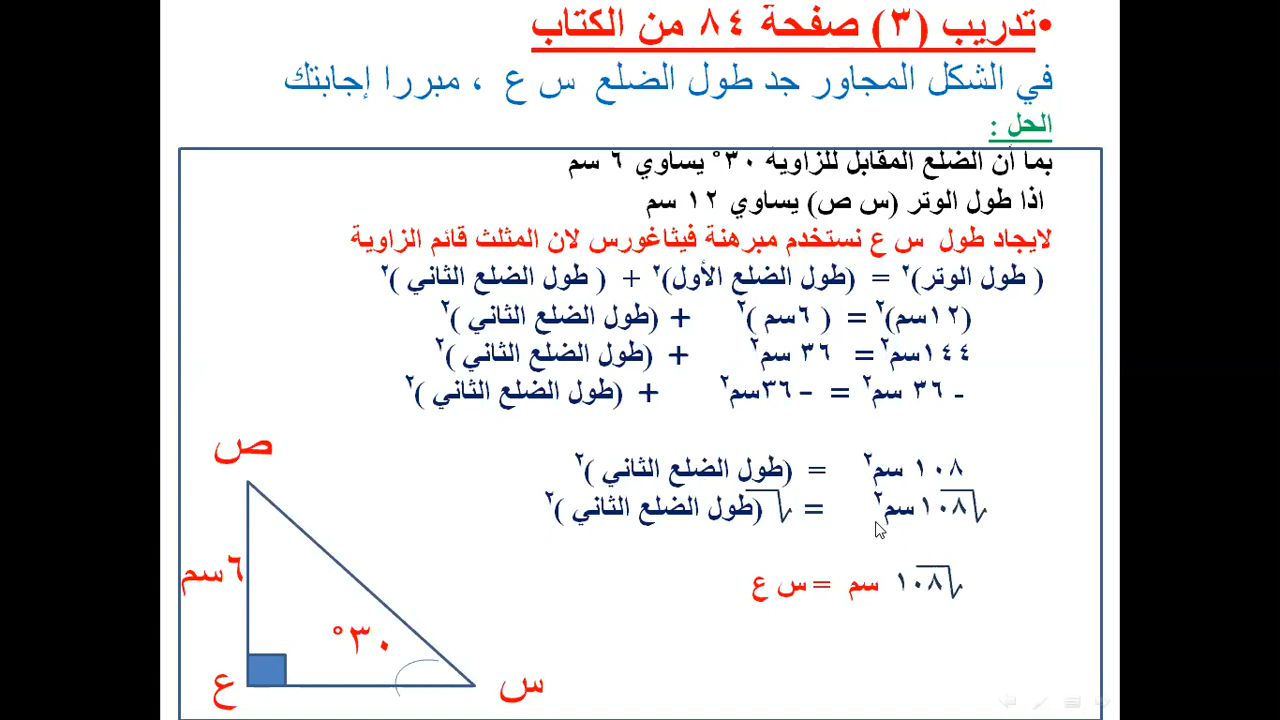 •تدريب (٣) صفحة ٨٤ من الكتاب
في الشكل المجاور جد طول الضلع س ع ، مبررا إجابتك
الحل :
بما أن الضلع المقابل للزاوية ٣٠° يساوي ٦ سم
اذا طول الوتر (س ص) يساوي ١٢ سم
لايجاد طول س ع نستخدم مبرهنة فيثاغورس لان المثلث قائم الزاوية
( طول الوتر)٢ = (طول الضلع الأول)٢ + ( طول الضلع الثاني )٢
(١٢سم)٢ = ( ٦سم )٢ + (طول الضلع الثاني )٢
١٤٤سم٢ = ٣٦ سم٢ + (طول الضلع الثاني )٢
- ٣٦ سم٢ = – ٣٦سم٢ + (طول الضلع الثاني )٢
١٠٨ سم٢ = (طول الضلع الثاني )٢
√١٠٨سم٢ = √(طول الضلع الثاني )٢
√١٠٨ سم = س ع
ص
٦سم
٣٠°
ع
س